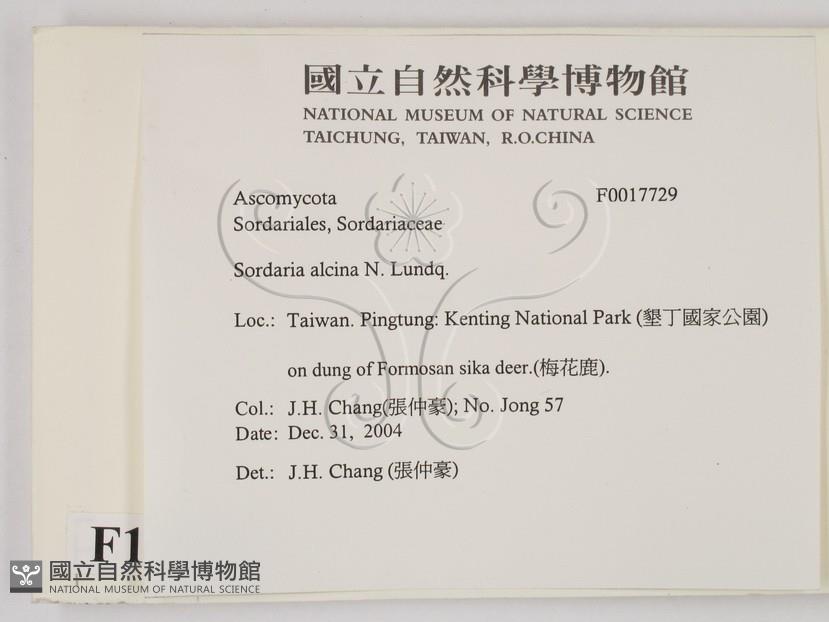 國立自然科學博物館
NATIONAL MUSEUM OF NATURAL SCIENCE
TAICHUNG, TAIWAN, R.O.CHINA
Ascomycota F0017729
Sordariales, Sordariaceae
Sordaria alcina N. Lundq.
Loc.: Taiwan. Pingtung: Kenting National Park (墾丁國家公園)
on dung of Formosan sika deer.(梅花鹿).
Col.: J.H. Chang(張仲豪); No. Jong 57
Date: Dec. 31, 2004
Det.: J.H. Chang (張仲豪)
F1
國立自然科學博物館
NATIONAL MUSEUM OF NATURAL SCIENCE